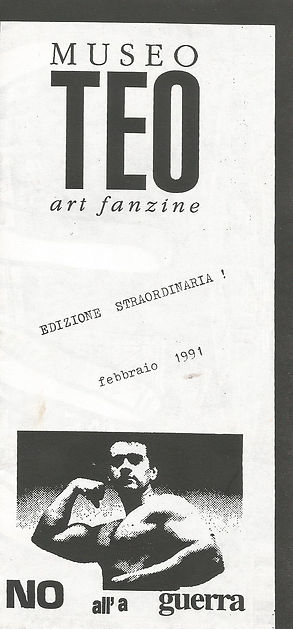 MUSEO
TEO
art fanzine
EDIZIONE STRAORDINARIA !
febbraio 1991
NO all'a guerra